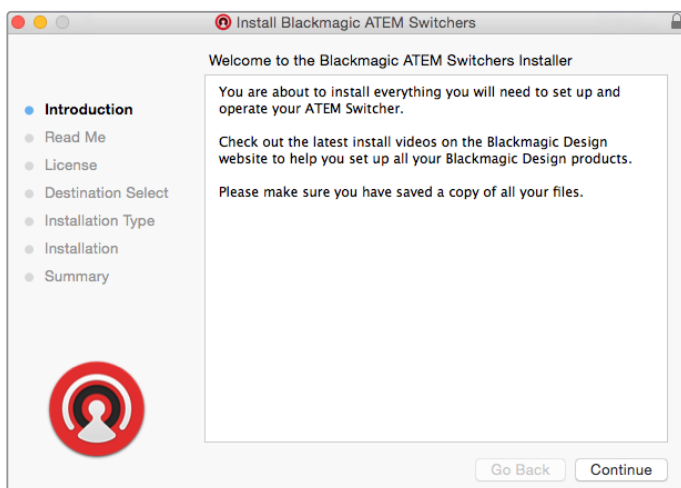 Install Blackmagic ATEM Switchers
Welcome to the Blackmagic ATEM Switchers Installer
Introduction
Read Me
License
Destination Select
Installation Type
Installation
Summary
You are about to install everything you will need to set up and
operate your ATEM Switcher.
Check out the latest install videos on the Blackmagic Design
website to help you set up all your Blackmagic Design products.
Please make sure you have saved a copy of all your files.
Go Back
Continue